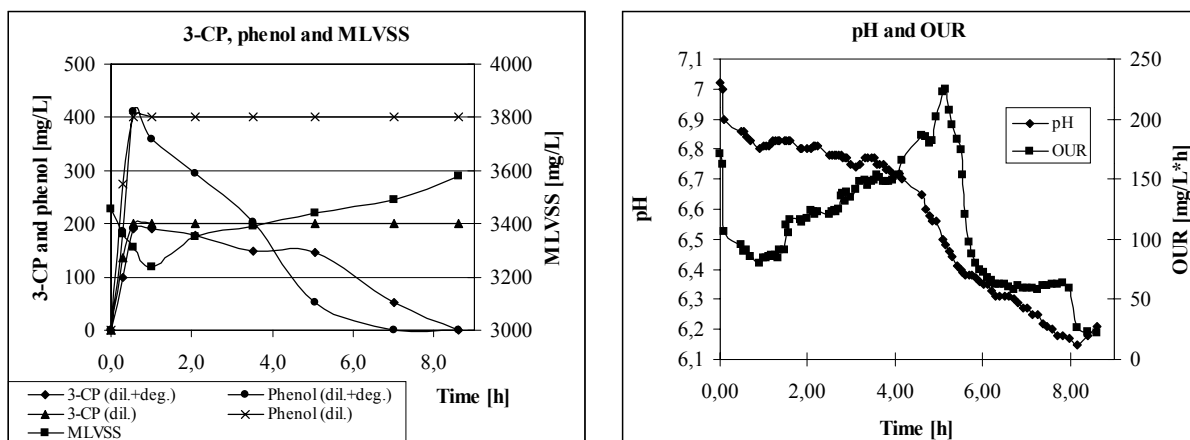 3-CP, phenol and MLVSS
3-CP and phenol [mg/L]
500
400
300
200
100
0
4000
3800
3600
3400
3200
3000
MLVSS [mg/L]
0,0 2,0 4,0 6,0 8,0
Time [h]
3-CP (dil.+deg.) Phenol (dil.+deg.)
3-CP (dil.) Phenol (dil.)
MLVSS
pH and OUR
pH
7,1
7
6,9
6,8
6,7
6,6
6,5
6,4
6,3
6,2
6,1
250
200
150
100
50
0
OUR [mg/L*h]
pH
OUR
0,00 2,00 4,00 6,00 8,00
Time [h]